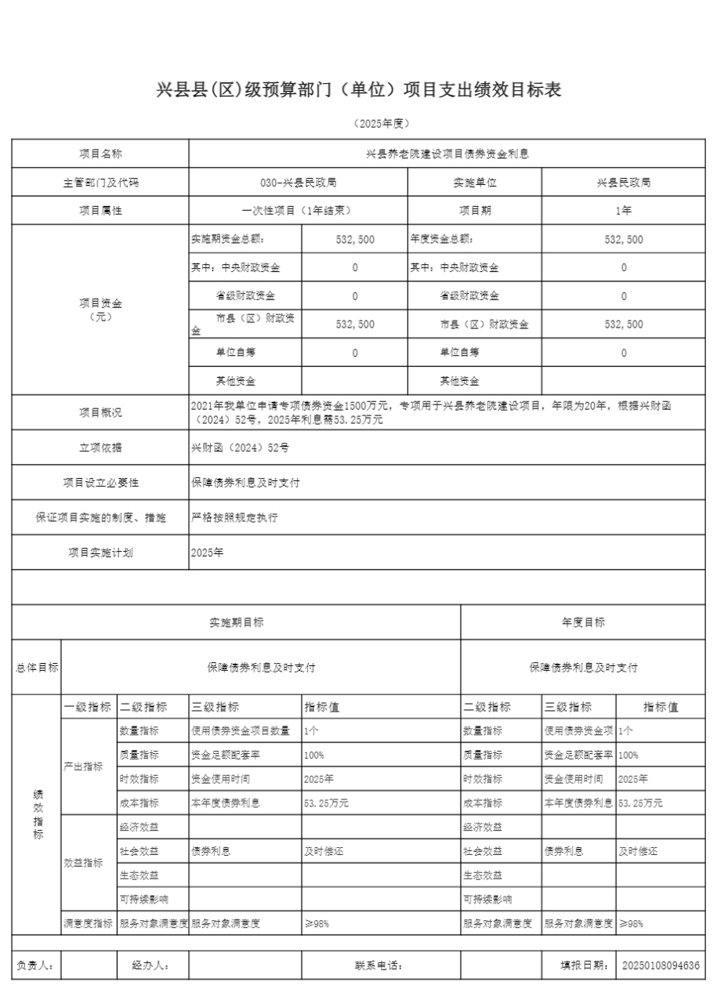 兴县县(区)级预算部门（单位）项目支出绩效目标表
（2025年度）
项目名称 兴县养老院建设项目债券资金利息
主管部门及代码 030-兴县民政局 实施单位 兴县民政局
项目属性 一次性项目（1年结束） 项目期 1年
项目资金
（元）
实施期资金总额： 532,500 年度资金总额： 532,500
其中：中央财政资金 0 其中：中央财政资金 0
省级财政资金 0 省级财政资金 0
市县（区）财政资
金 532,500 市县（区）财政资金 532,500
单位自筹 0 单位自筹 0
其他资金 其他资金
项目概况 2021年我单位申请专项债券资金1500万元，专项用于兴县养老院建设项目，年限为20年，根据兴财函
（2024）52号，2025年利息需53.25万元
立项依据 兴财函（2024）52号
项目设立必要性 保障债券利息及时支付
保证项目实施的制度、措施 严格按照规定执行
项目实施计划 2025年
实施期目标 年度目标
总体目标 保障债券利息及时支付 保障债券利息及时支付
绩
效
指
标
一级指标 二级指标 三级指标 指标值 二级指标 三级指标 指标值
产出指标
数量指标 使用债券资金项目数量 1个 数量指标 使用债券资金项 1个
质量指标 资金足额配套率 100% 质量指标 资金足额配套率 100%
时效指标 资金使用时间 2025年 时效指标 资金使用时间 2025年
成本指标 本年度债券利息 53.25万元 成本指标 本年度债券利息 53.25万元
效益指标
经济效益 经济效益
社会效益 债券利息 及时偿还 社会效益 债券利息 及时偿还
生态效益 生态效益
可持续影响 可持续影响
满意度指标 服务对象满意度 服务对象满意度 ≥98% 服务对象满意度 服务对象满意度 ≥98%
负责人： 经办人： 联系电话： 填报日期： 20250108094636